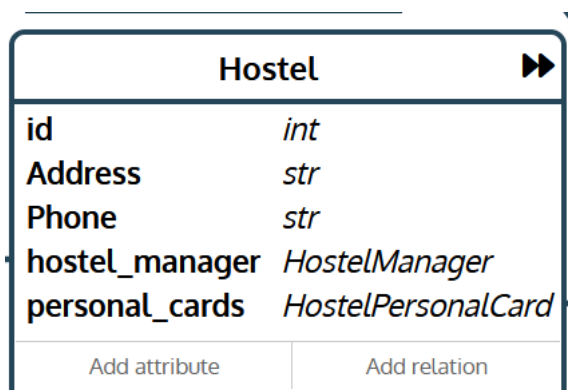 Hostel
id int
Address str
Phone str
hostel_manager HostelManager
personal_cards HostelPersonalCard
Add attribute Add relation